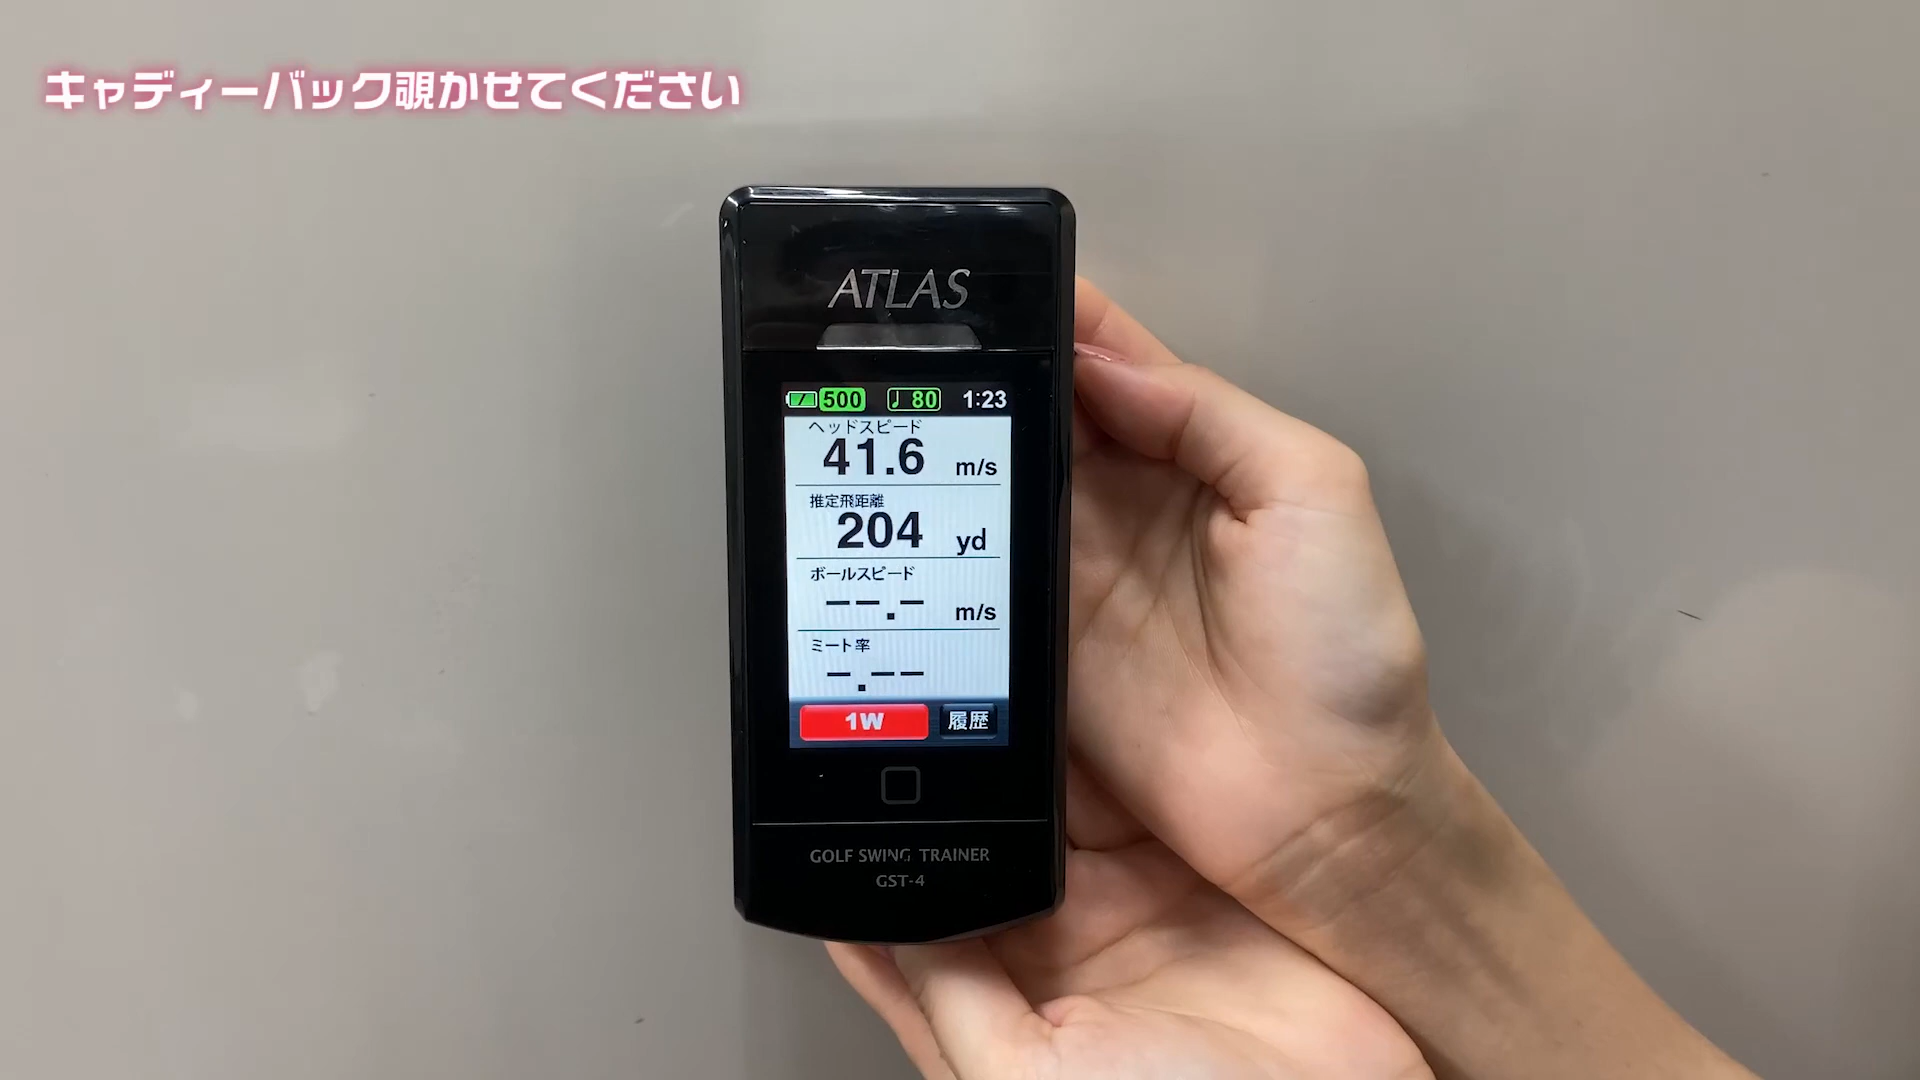 キャディーバック覗かせてください
ATLAS
500 ♩ 80 1:23
ヘッドスピード
41.6 m/s
推定飛距離
204 yd
ボールスピード
--.- m/s
ミート率
-.--
1W 履歴
GOLF SWING TRAINER
GST-4